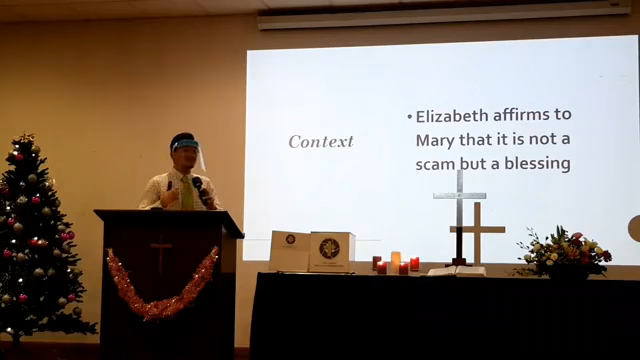 Context
• Elizabeth affirms to
Mary that it is not a
scam but a blessing